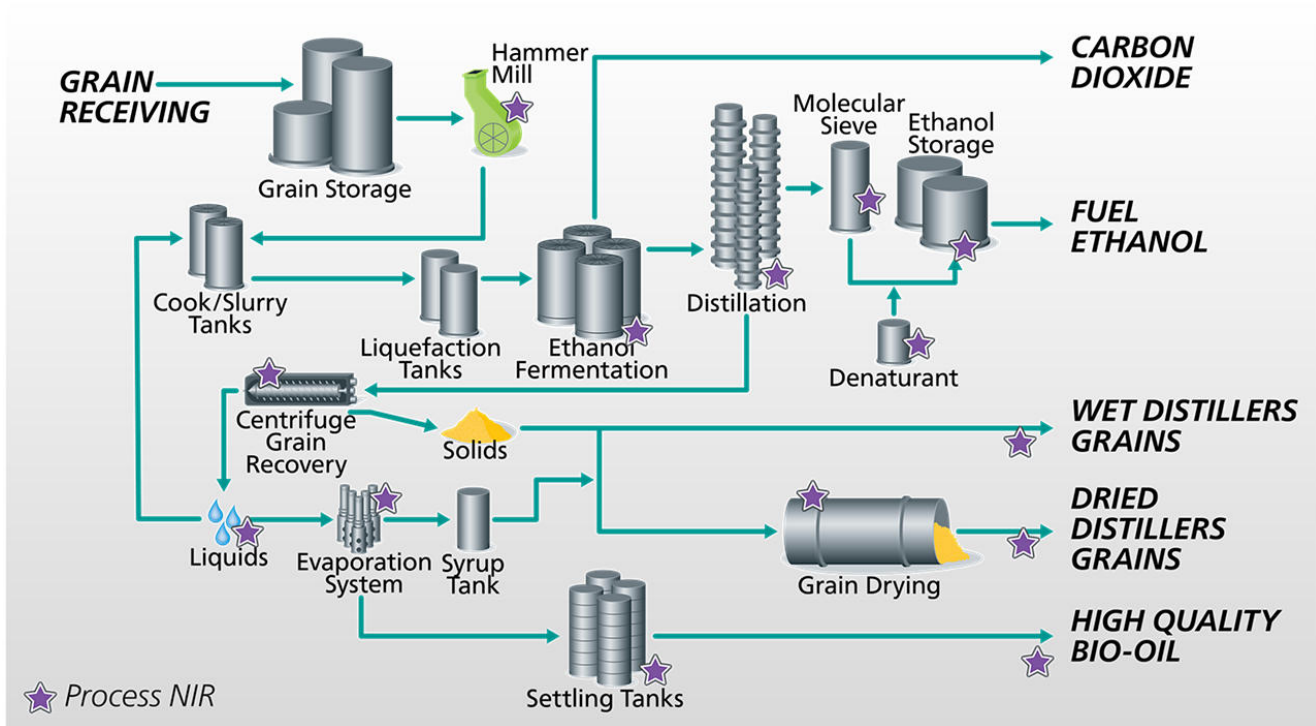 GRAIN
RECEIVING
Grain Storage
Hammer
Mill
CARBON
DIOXIDE
Molecular
Sieve
Ethanol
Storage
FUEL
ETHANOL
Cook/Slurry
Tanks
Liquefaction
Tanks
Ethanol
Fermentation
Distillation
Denaturant
Centrifuge
Grain
Recovery
Solids
WET DISTILLERS
GRAINS
Liquids
Evaporation
System
Syrup
Tank
Grain Drying
DRIED
DISTILLERS
GRAINS
Settling Tanks
HIGH QUALITY
BIO-OIL
Process NIR